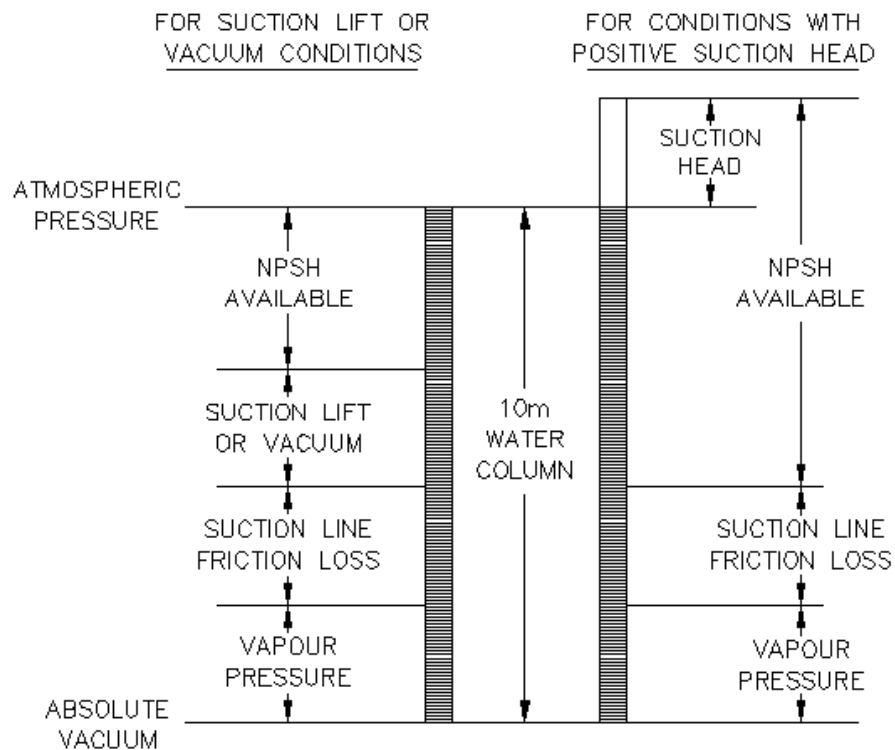 FOR SUCTION LIFT OR
VACUUM CONDITIONS
FOR CONDITIONS WITH
POSITIVE SUCTION HEAD
SUCTION
HEAD
ATMOSPHERIC
PRESSURE
NPSH
AVAILABLE
NPSH
AVAILABLE
SUCTION LIFT
OR VACUUM
10m
WATER
COLUMN
SUCTION LINE
FRICTION LOSS
SUCTION LINE
FRICTION LOSS
VAPOUR
PRESSURE
VAPOUR
PRESSURE
ABSOLUTE
VACUUM